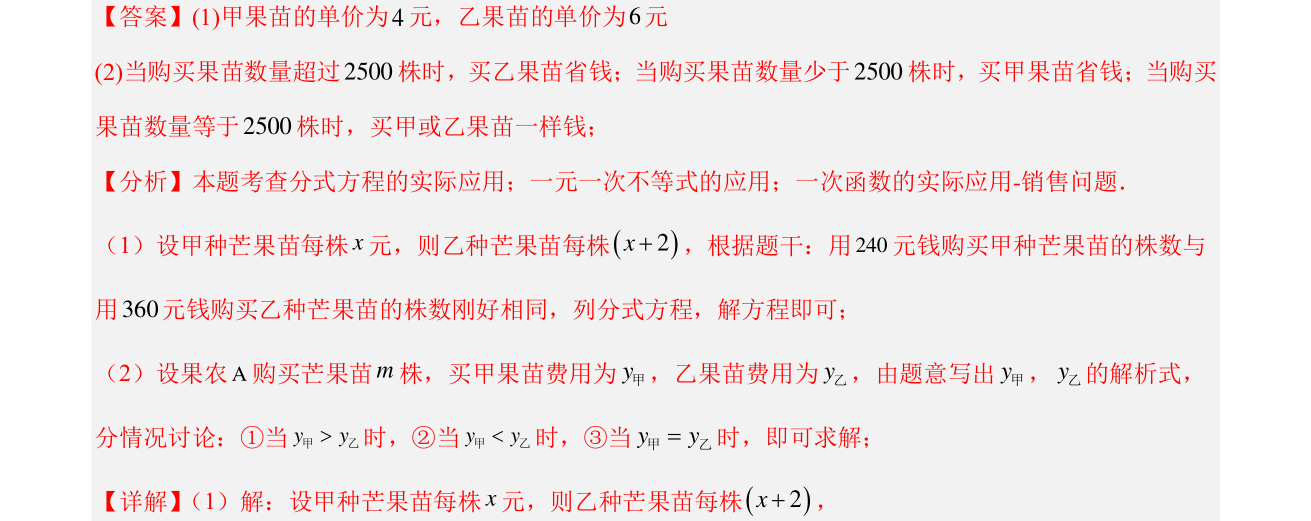 【答案】(1)甲果苗的单价为4元，乙果苗的单价为6元
(2)当购买果苗数量超过2500株时，买乙果苗省钱；当购买果苗数量少于2500株时，买甲果苗省钱；当购买
果苗数量等于2500株时，买甲或乙果苗一样钱；
【分析】本题考查分式方程的实际应用；一元一次不等式的应用；一次函数的实际应用-销售问题．
（1）设甲种芒果苗每株x元，则乙种芒果苗每株(x+2)，根据题干：用240元钱购买甲种芒果苗的株数与
用360元钱购买乙种芒果苗的株数刚好相同，列分式方程，解方程即可；
（2）设果农A购买芒果苗m株，买甲果苗费用为y甲，乙果苗费用为y乙，由题意写出y甲，y乙的解析式，
分情况讨论：①当y甲>y乙时，②当y甲<y乙时，③当y甲=y乙时，即可求解；
【详解】（1）解：设甲种芒果苗每株x元，则乙种芒果苗每株(x+2)，